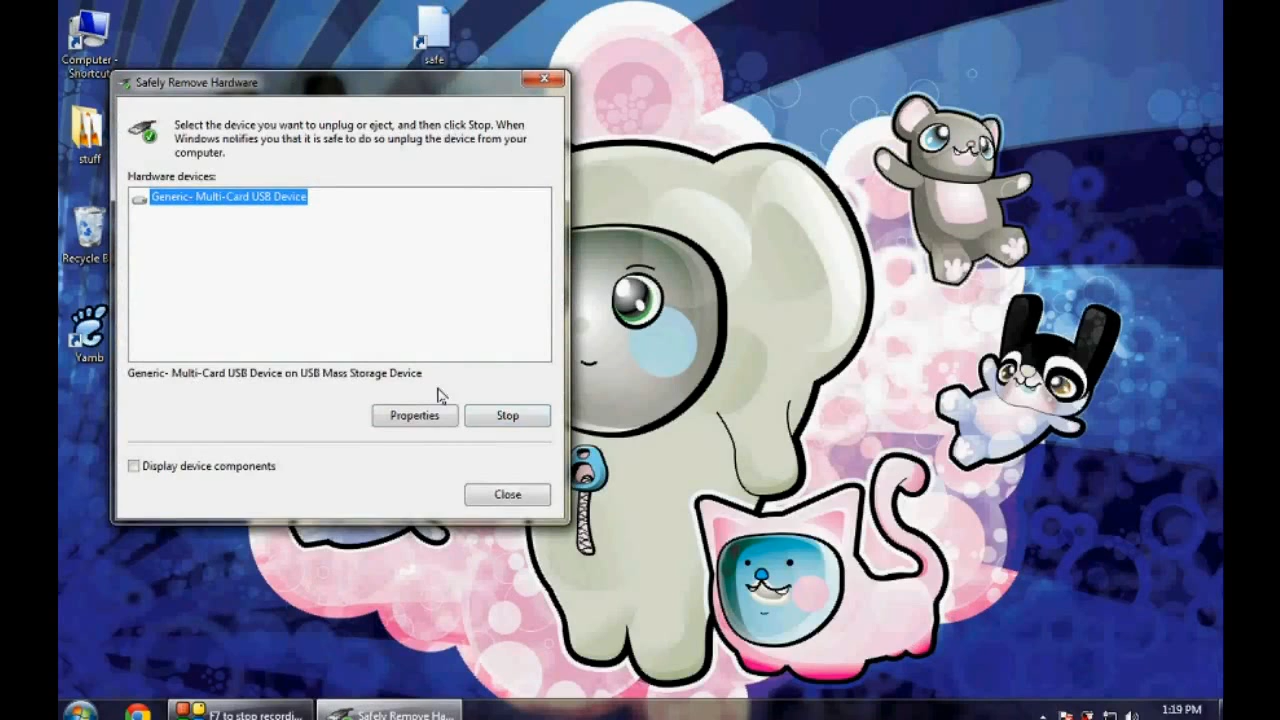 Computer -
Shortcut
safe
stuff
Recycle B
Yamb
Safely Remove Hardware
Select the device you want to unplug or eject, and then click Stop. When
Windows notifies you that it is safe to do so unplug the device from your
computer.
Hardware devices:
Generic- Multi-Card USB Device
Generic- Multi-Card USB Device on USB Mass Storage Device
Properties
Stop
Display device components
Close
F7 to stop recordi...
Safely Remove Ha...
1:19 PM